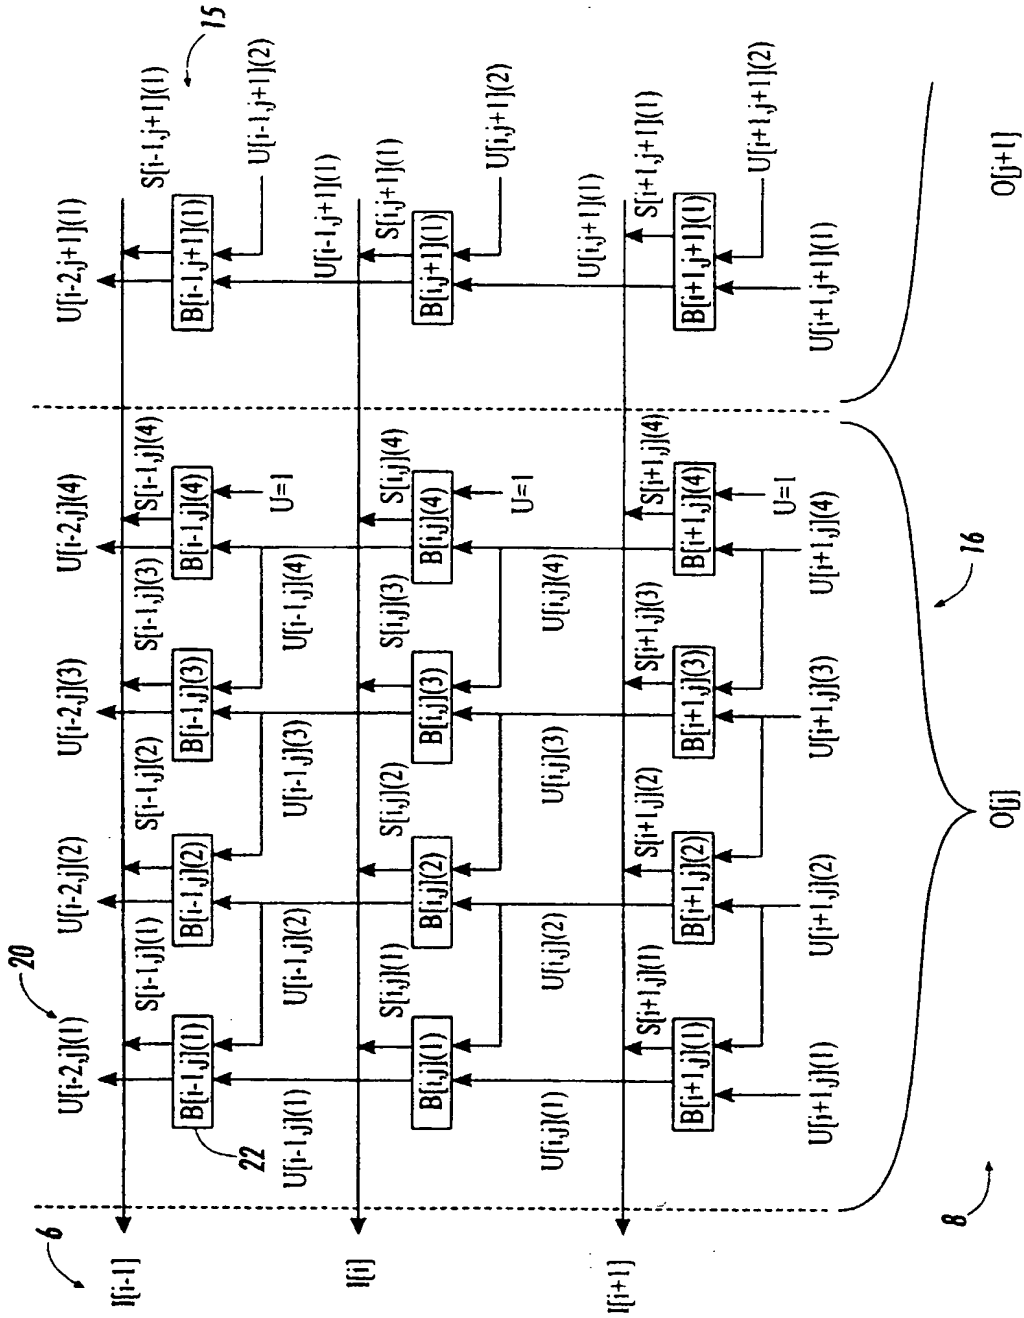 20
6
U[i-2,j](1)
U[i-2,j](2)
U[i-2,j](3)
U[i-2,j](4)
U[i-2,j+1](1)
15
I[i-1]
S[i-1,j](1)
S[i-1,j](2)
S[i-1,j](3)
S[i-1,j](4)
S[i-1,j+1](1)
B[i-1,j](1)
B[i-1,j](2)
B[i-1,j](3)
B[i-1,j](4)
B[i-1,j+1](1)
22
U=1
U[i-1,j+1](2)
U[i-1,j](1)
U[i-1,j](2)
U[i-1,j](3)
U[i-1,j](4)
U[i-1,j+1](1)
I[i]
S[i,j](1)
S[i,j](2)
S[i,j](3)
S[i,j](4)
S[i,j+1](1)
B[i,j](1)
B[i,j](2)
B[i,j](3)
B[i,j](4)
B[i,j+1](1)
U=1
U[i,j+1](2)
U[i,j](1)
U[i,j](2)
U[i,j](3)
U[i,j](4)
U[i,j+1](1)
I[i+1]
S[i+1,j](1)
S[i+1,j](2)
S[i+1,j](3)
S[i+1,j](4)
S[i+1,j+1](1)
B[i+1,j](1)
B[i+1,j](2)
B[i+1,j](3)
B[i+1,j](4)
B[i+1,j+1](1)
U=1
U[i+1,j+1](2)
U[i+1,j](1)
U[i+1,j](2)
U[i+1,j](3)
U[i+1,j](4)
U[i+1,j+1](1)
8
16
O[j]
O[j+1]